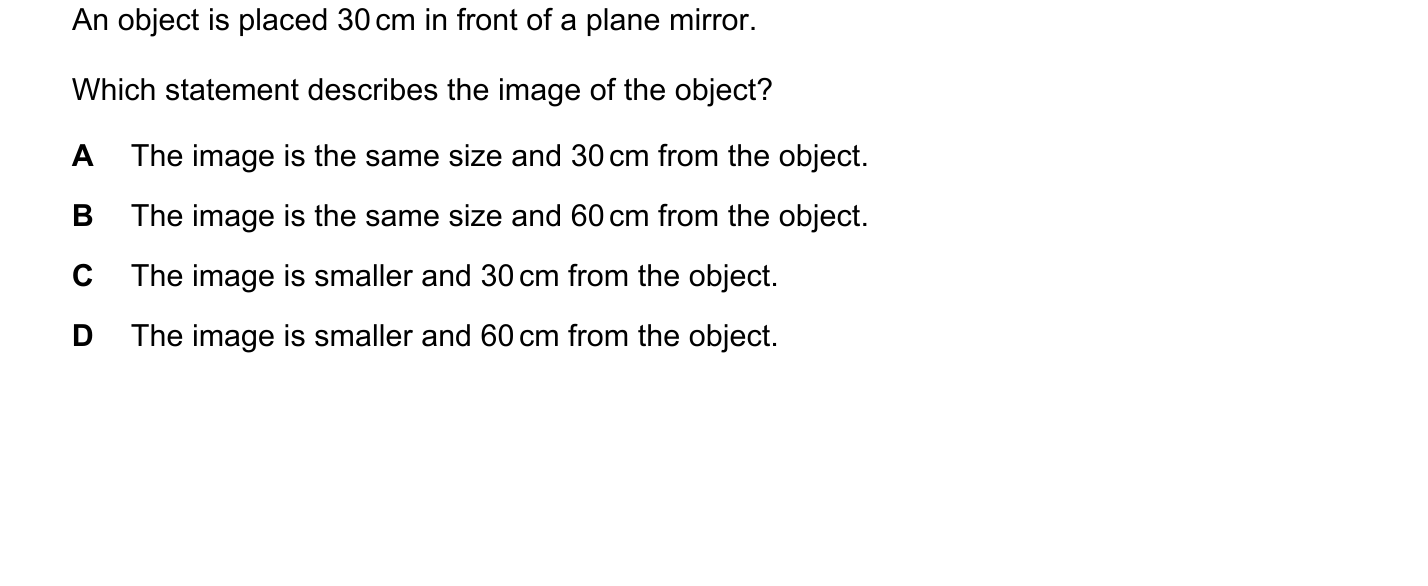 An object is placed 30 cm in front of a plane mirror.
Which statement describes the image of the object?
A The image is the same size and 30 cm from the object.
B The image is the same size and 60 cm from the object.
C The image is smaller and 30 cm from the object.
D The image is smaller and 60 cm from the object.